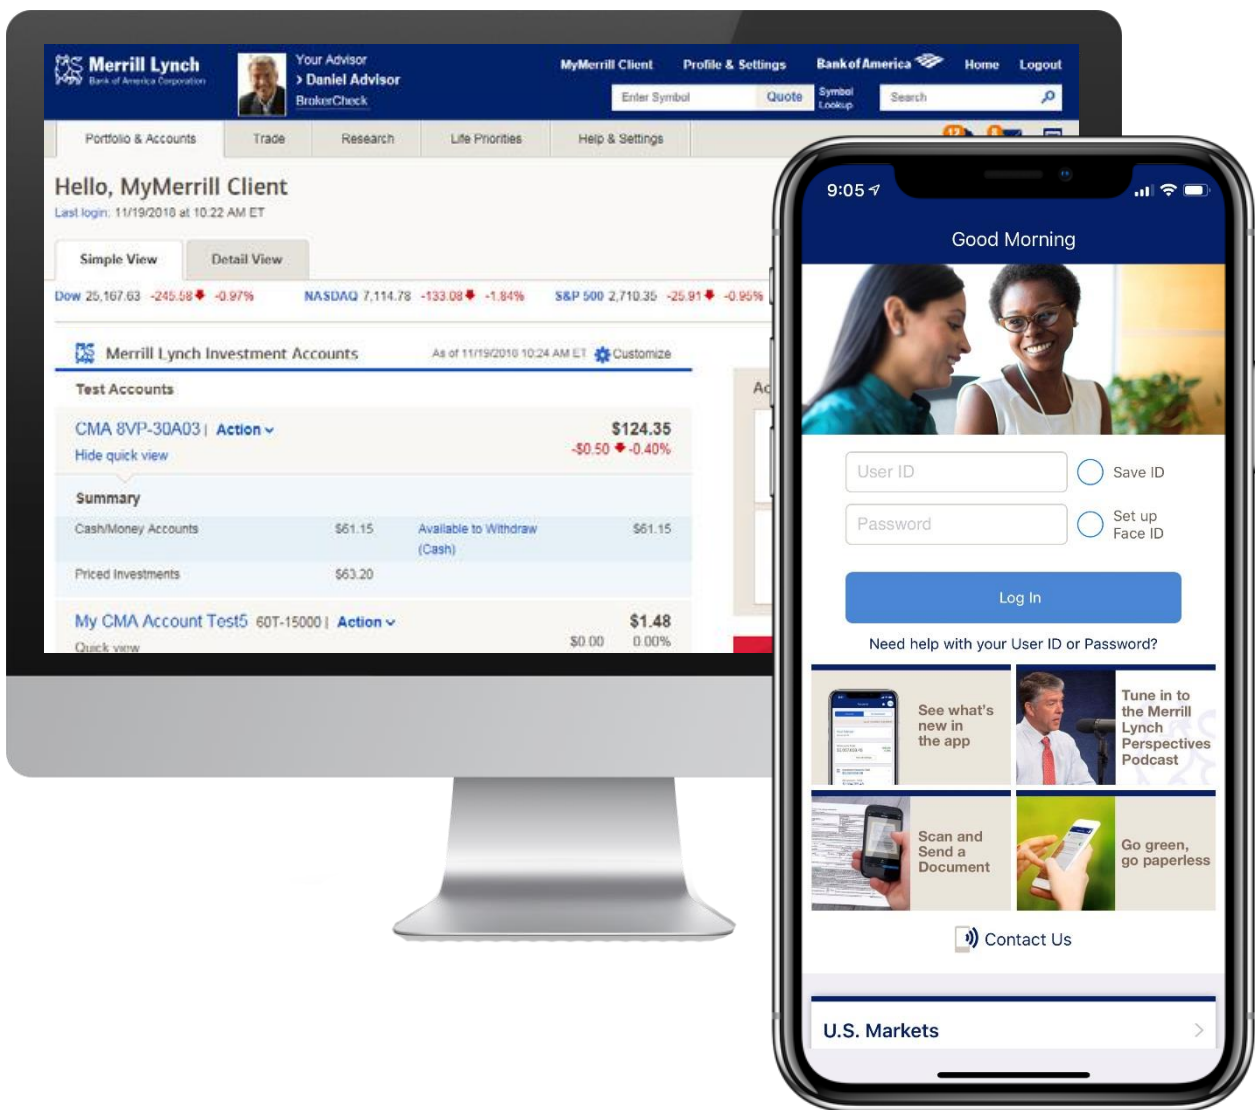 Merrill Lynch
Bank of America Corporation
Your Advisor
> Daniel Advisor
BrokerCheck
MyMerrill Client
Profile & Settings
Bank of America
Home
Logout
Enter Symbol
Quote
Symbol
Lookup
Search
Portfolio & Accounts
Trade
Research
Life Priorities
Help & Settings
Hello, MyMerrill Client
Last login: 11/19/2018 at 10:22 AM ET
Simple View
Detail View
Dow 25,167.63 -245.58 -0.97%
NASDAQ 7,114.78 -133.08 -1.84%
S&P 500 2,710.35 -25.91 -0.95%
Merrill Lynch Investment Accounts
As of 11/19/2018 10:24 AM ET
Customize
Test Accounts
CMA 8VP-30A03 | Action
$124.35
Hide quick view
-$0.50 -0.40%
Summary
Cash/Money Accounts
$61.15
Available to Withdraw
(Cash)
$61.15
Priced Investments
$63.20
My CMA Account Test5 60T-15000 | Action
$1.48
Quick view
$0.00 0.00%
9:05
Good Morning
User ID
Save ID
Password
Set up
Face ID
Log In
Need help with your User ID or Password?
See what's
new in
the app
Tune in to
the Merrill
Lynch
Perspectives
Podcast
Scan and
Send a
Document
Go green,
go paperless
Contact Us
U.S. Markets